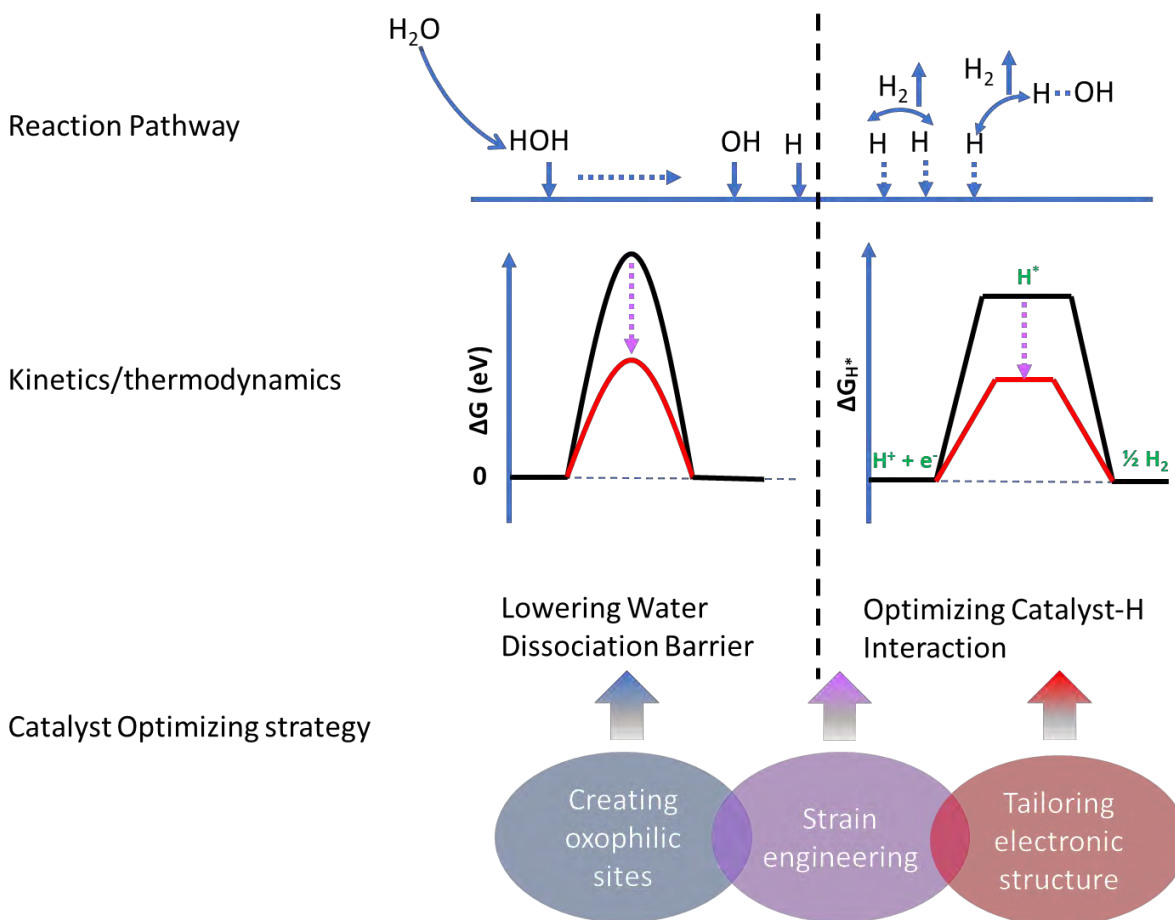 H₂O
H₂
H₂
H
OH
Reaction Pathway
HOH
OH
H
H
H
H
Kinetics/thermodynamics
ΔG (eV)
0
ΔG_H*
H*
H⁺ + e⁻
½ H₂
Lowering Water
Dissociation Barrier
Optimizing Catalyst-H
Interaction
Catalyst Optimizing strategy
Creating
oxophilic
sites
Strain
engineering
Tailoring
electronic
structure